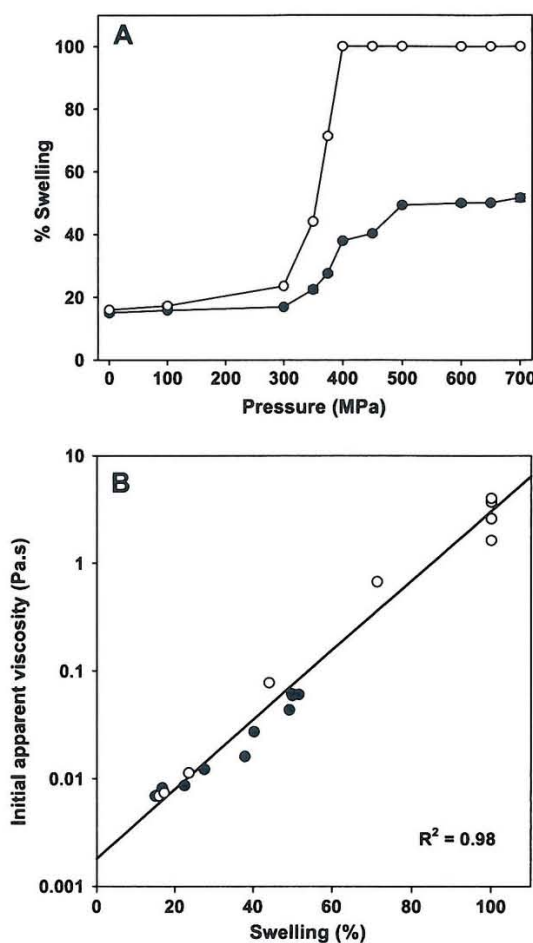 A
100
80
60
40
20
0
% Swelling
0 100 200 300 400 500 600 700
Pressure (MPa)
B
10
1
0.1
0.01
0.001
Initial apparent viscosity (Pa.s)
R² = 0.98
0 20 40 60 80 100
Swelling (%)